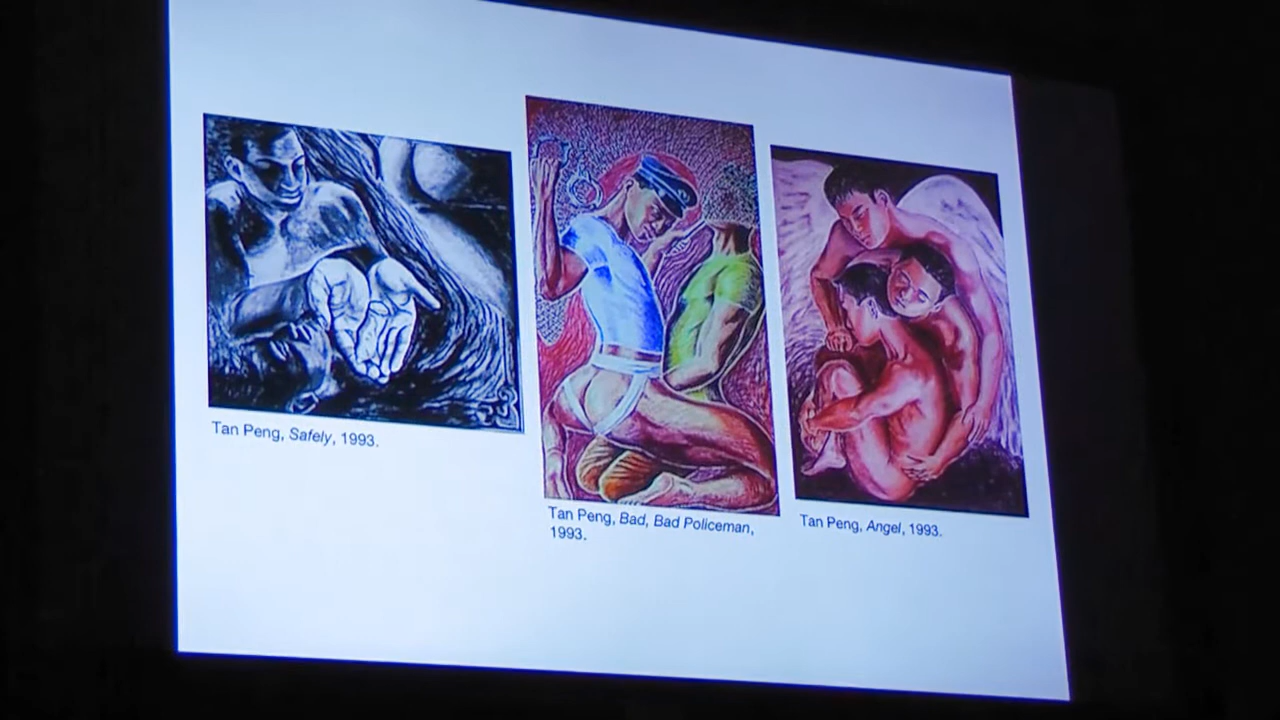 Tan Peng, Safely, 1993.
Tan Peng, Bad, Bad Policeman,
1993.
Tan Peng, Angel, 1993.